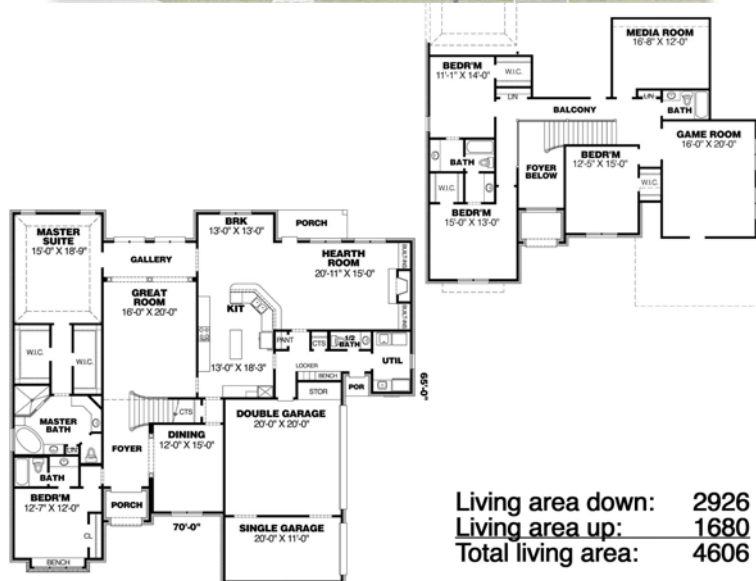 MEDIA ROOM
16'-8" X 12'-0"
BEDR'M
11'-1" X 14'-0"
W.I.C.
LIN
LIN
BALCONY
BATH
GAME ROOM
16'-0" X 20'-0"
BATH
FOYER
BELOW
BEDR'M
12'-5" X 15'-0"
W.I.C.
W.I.C.
BEDR'M
15'-0" X 13'-0"
MASTER
SUITE
15'-0" X 18'-9"
BRK
13'-0" X 13'-0"
PORCH
GALLERY
HEARTH
ROOM
20'-11" X 15'-0"
BUILT-INS
GREAT
ROOM
16'-0" X 20'-0"
KIT
13'-0" X 18'-3"
BUILT-INS
W.I.C.
W.I.C.
PANT
CTS
1/2
BATH
UTIL
LOCKER
BENCH
STOR
POR
65'-0"
MASTER
BATH
LIN
CTS
FOYER
DINING
12'-0" X 15'-0"
DOUBLE GARAGE
20'-0" X 20'-0"
BATH
BEDR'M
12'-7" X 12'-0"
CL
BENCH
PORCH
70'-0"
SINGLE GARAGE
20'-0" X 11'-0"
Living area down: 2926
Living area up: 1680
Total living area: 4606